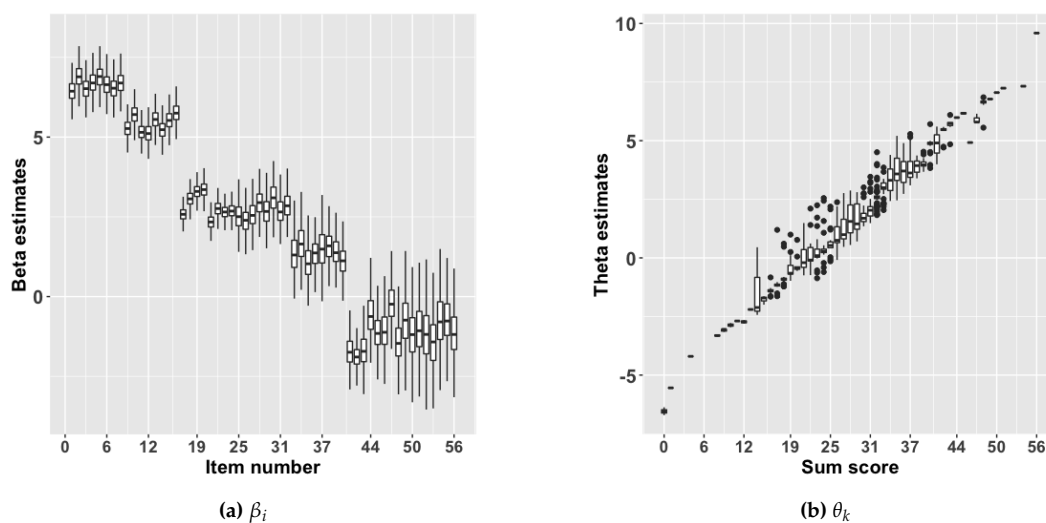 5
0
Beta estimates
0 6 12 19 25 31 37 44 50 56
Item number
(a) βᵢ
10
5
0
-5
Theta estimates
0 6 12 19 25 31 37 44 50 56
Sum score
(b) θₖ